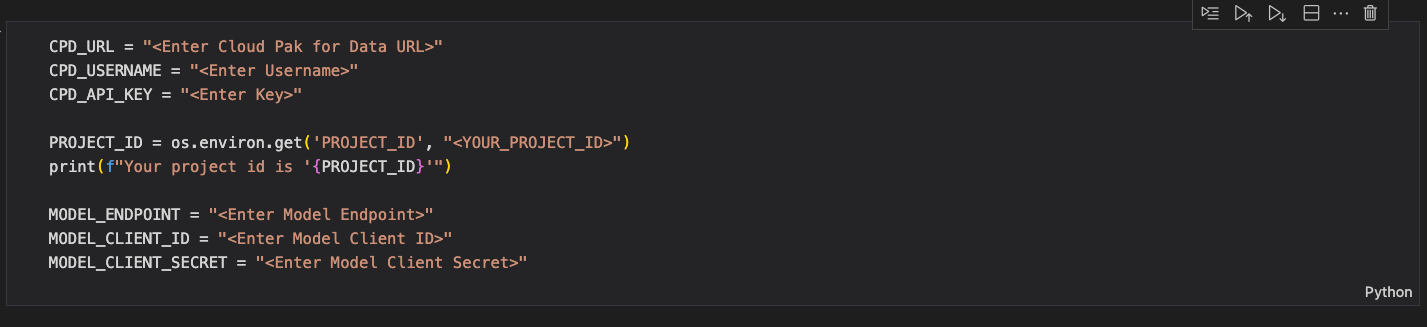 CPD_URL = "<Enter Cloud Pak for Data URL>"
CPD_USERNAME = "<Enter Username>"
CPD_API_KEY = "<Enter Key>"
PROJECT_ID = os.environ.get('PROJECT_ID', "<YOUR_PROJECT_ID>")
print(f"Your project id is '{PROJECT_ID}'")
MODEL_ENDPOINT = "<Enter Model Endpoint>"
MODEL_CLIENT_ID = "<Enter Model Client ID>"
MODEL_CLIENT_SECRET = "<Enter Model Client Secret>"
Python